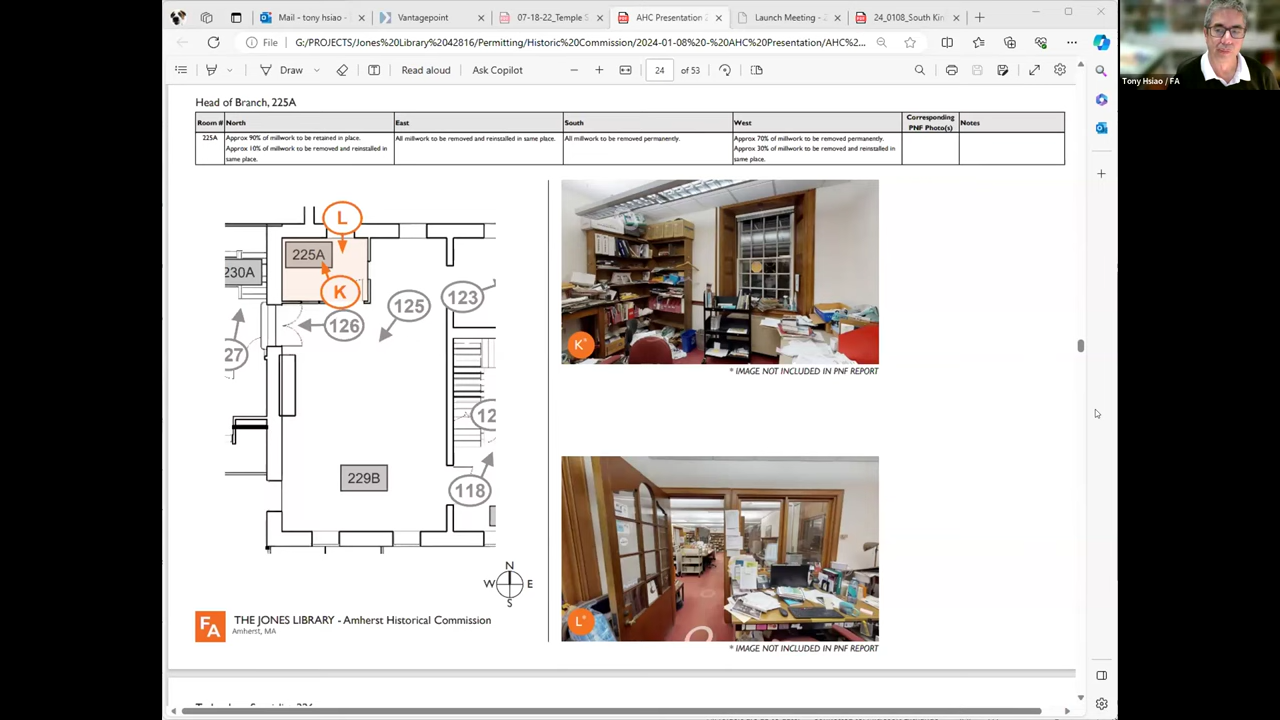 Mail - tony hsiao -
Vantagepoint
07-18-22_Temple S
AHC Presentation 2
Launch Meeting - 2
24_0108_South Kin
File
G:/PROJECTS/Jones%20Library%2042816/Permitting/Historic%20Commission/2024-01-08%20-%20AHC%20Presentation/AHC%2...
Draw
Read aloud
Ask Copilot
24 of 53
Tony Hsiao / FA
Head of Branch, 225A
Room # North East South West Corresponding PNF Photo(s) Notes
225A Approx 90% of millwork to be retained in place. All millwork to be removed and reinstalled in same place. All millwork to be removed permanently. Approx 70% of millwork to be removed permanently.
Approx 10% of millwork to be removed and reinstalled in same place. Approx 30% of millwork to be removed and reinstalled in same place.
L
225A
230A
K
125
123
126
27
12
229B
118
N
W E
S
K*
* IMAGE NOT INCLUDED IN PNF REPORT
L*
* IMAGE NOT INCLUDED IN PNF REPORT
FA
THE JONES LIBRARY - Amherst Historical Commission
Amherst, MA